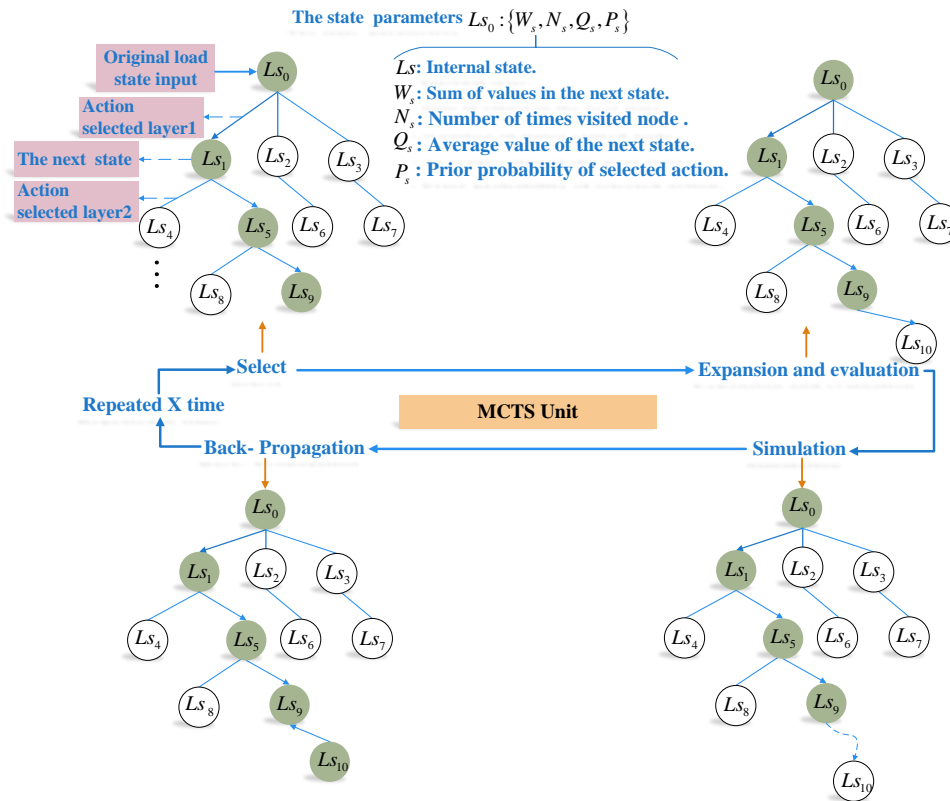 The state parameters Ls₀ : {Wₛ, Nₛ, Qₛ, Pₛ}
Ls: Internal state.
Wₛ : Sum of values in the next state.
Nₛ : Number of times visited node .
Qₛ : Average value of the next state.
Pₛ : Prior probability of selected action.
Original load
state input
Action
selected layer1
The next state
Action
selected layer2
Ls₀
Ls₁
Ls₂
Ls₃
Ls₄
Ls₅
Ls₆
Ls₇
Ls₈
Ls₉
Ls₀
Ls₁
Ls₂
Ls₃
Ls₄
Ls₅
Ls₆
Ls₇
Ls₈
Ls₉
Ls₁₀
Select
Expansion and evaluation
Repeated X time
MCTS Unit
Back- Propagation
Simulation
Ls₀
Ls₁
Ls₂
Ls₃
Ls₄
Ls₅
Ls₆
Ls₇
Ls₈
Ls₉
Ls₁₀
Ls₀
Ls₁
Ls₂
Ls₃
Ls₄
Ls₅
Ls₆
Ls₇
Ls₈
Ls₉
Ls₁₀